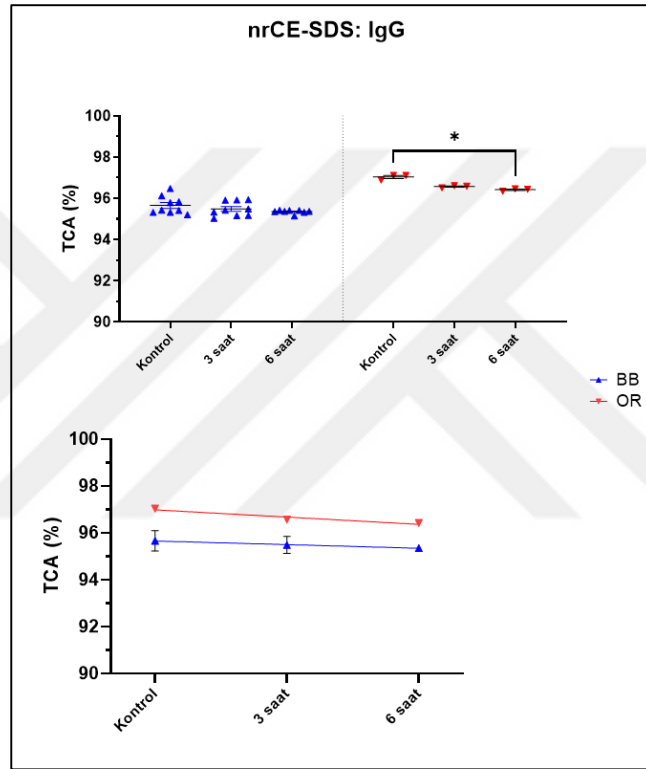 nrCE-SDS: IgG
TCA (%)
100
98
96
94
92
90
*
Kontrol
3 saat
6 saat
Kontrol
3 saat
6 saat
BB
OR
TCA (%)
100
98
96
94
92
90
Kontrol
3 saat
6 saat